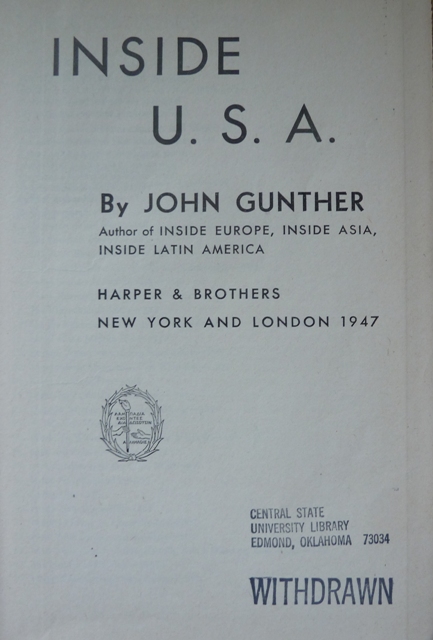 INSIDE
U. S. A.
By JOHN GUNTHER
Author of INSIDE EUROPE, INSIDE ASIA,
INSIDE LATIN AMERICA
HARPER & BROTHERS
NEW YORK AND LONDON 1947
CENTRAL STATE
UNIVERSITY LIBRARY
EDMOND, OKLAHOMA 73034
WITHDRAWN